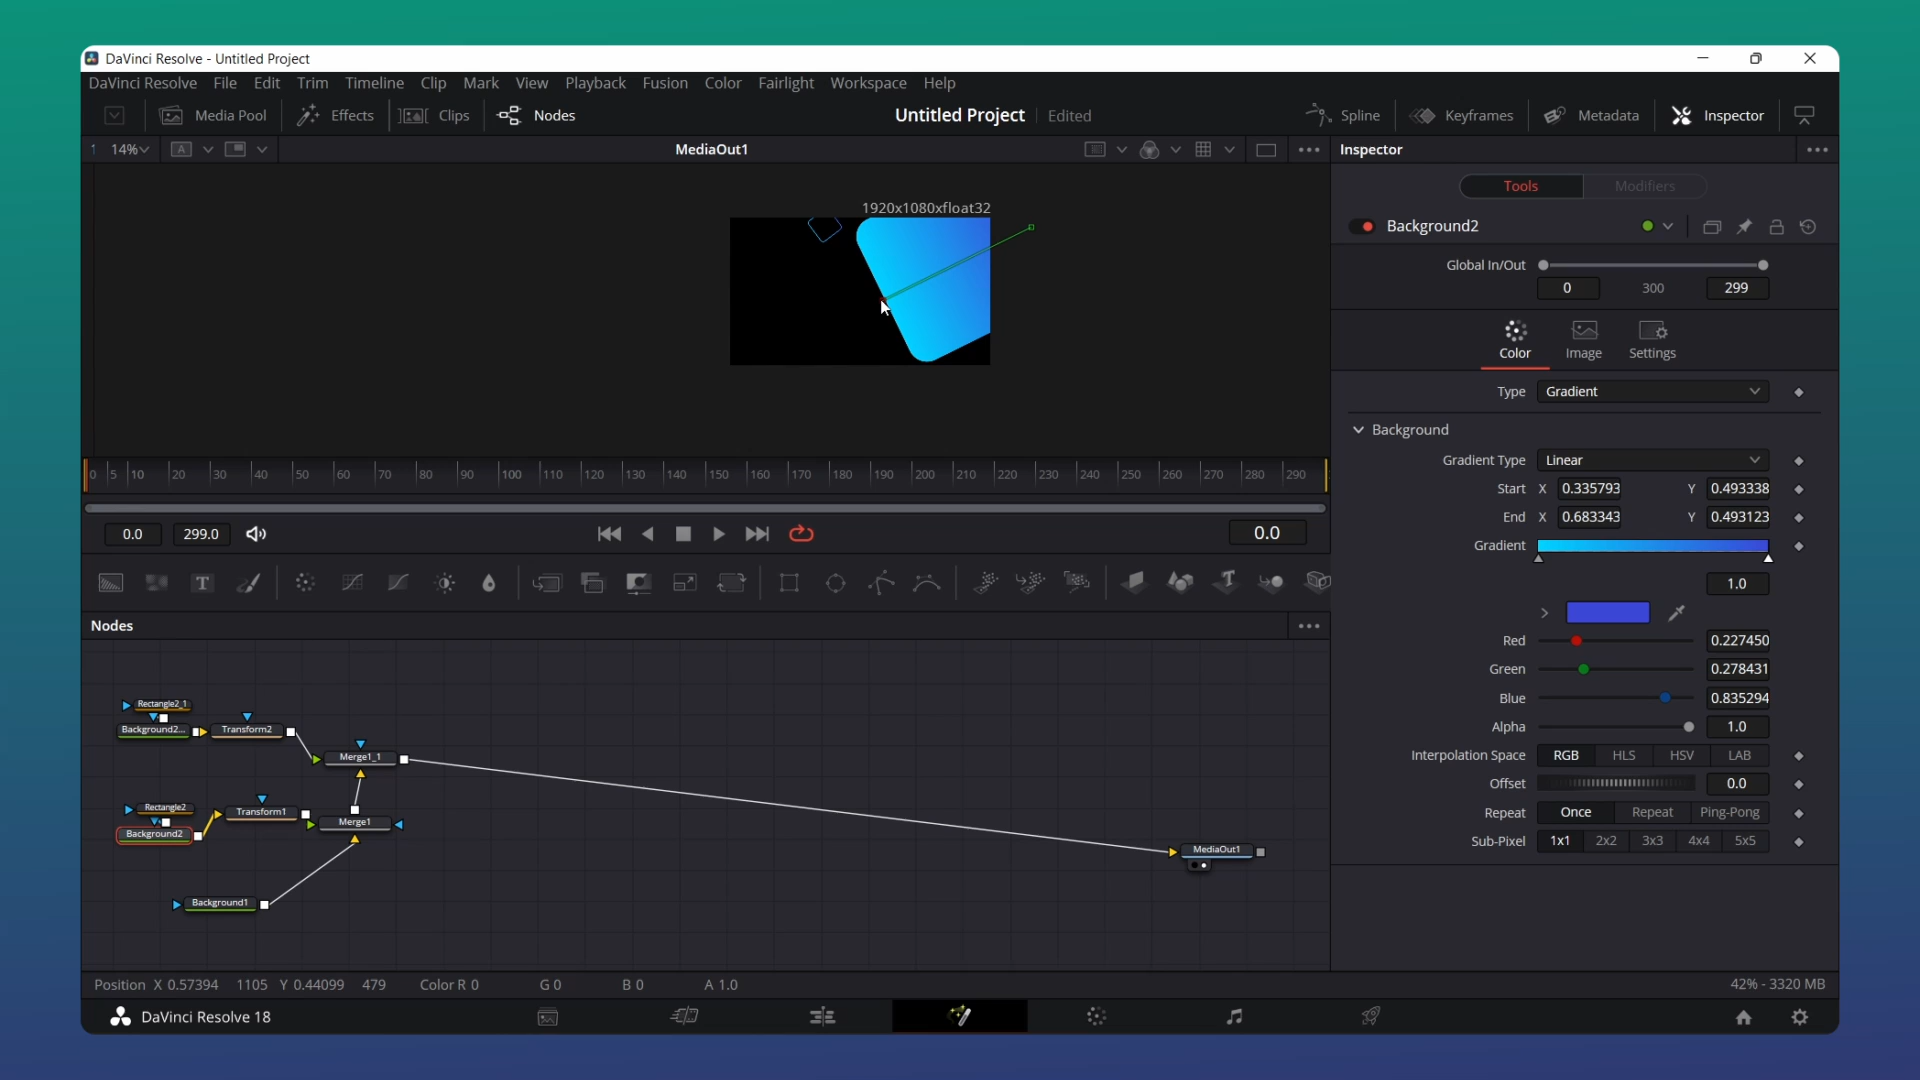 DaVinci Resolve - Untitled Project
DaVinci Resolve File Edit Trim Timeline Clip Mark View Playback Fusion Color Fairlight Workspace Help
Media Pool Effects Clips Nodes Untitled Project Edited Spline Keyframes Metadata Inspector
14% A MediaOut1 Inspector
Tools Modifiers
1920x1080xfloat32
Background2
Global In/Out
0 300 299
Color Image Settings
Type Gradient
Background
Gradient Type Linear
Start X 0.335793 Y 0.493338
End X 0.683343 Y 0.493123
Gradient
1.0
Red 0.227450
Green 0.278431
Blue 0.835294
Alpha 1.0
Interpolation Space RGB HLS HSV LAB
Offset 0.0
Repeat Once Repeat Ping-Pong
Sub-Pixel 1x1 2x2 3x3 4x4 5x5
0 5 10 20 30 40 50 60 70 80 90 100 110 120 130 140 150 160 170 180 190 200 210 220 230 240 250 260 270 280 290
0.0 299.0 0.0
T T
Nodes
Rectangle2_1
Background2... Transform2
Merge1_1
Rectangle2
Transform1
Background2
Merge1
MediaOut1
Background1
Position X 0.57394 1105 Y 0.44099 479 Color R 0 G 0 B 0 A 1.0 42% - 3320 MB
DaVinci Resolve 18